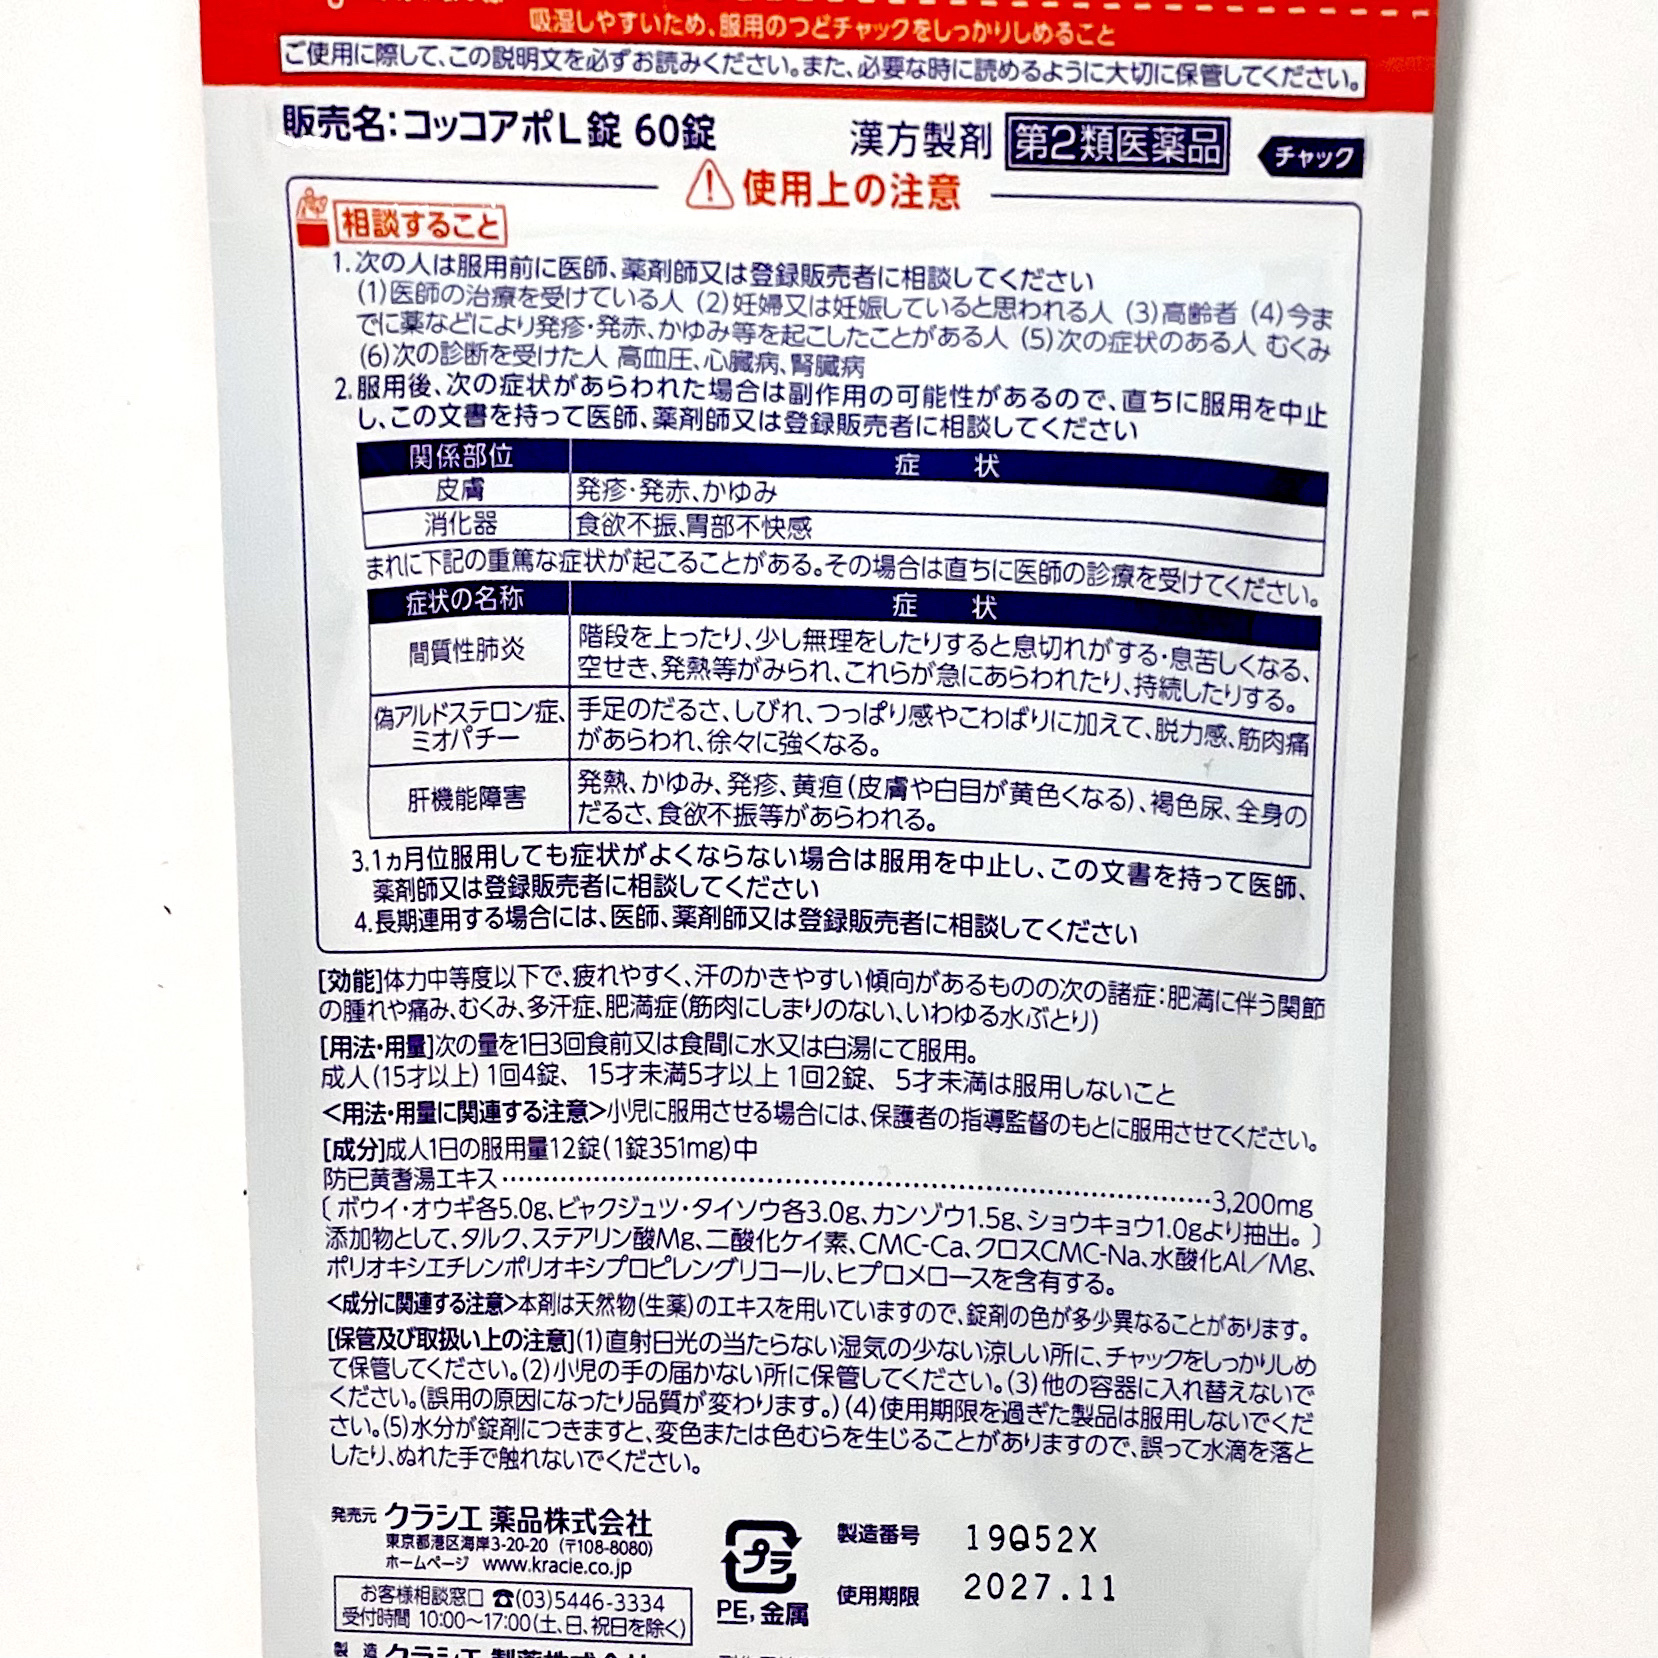 吸湿しやすいため、服用のつどチャックをしっかりしめること
ご使用に際して、この説明文を必ずお読みください。また、必要な時に読めるように大切に保管してください。
販売名：コッコアポL錠 60錠
漢方製剤 第2類医薬品 チャック
使用上の注意
相談すること
1.次の人は服用前に医師、薬剤師又は登録販売者に相談してください
(1)医師の治療を受けている人 (2)妊婦又は妊娠していると思われる人 (3)高齢者 (4)今ま
でに薬などにより発疹・発赤、かゆみ等を起こしたことがある人 (5)次の症状のある人 むくみ
(6)次の診断を受けた人 高血圧、心臓病、腎臓病
2.服用後、次の症状があらわれた場合は副作用の可能性があるので、直ちに服用を中止
し、この文書を持って医師、薬剤師又は登録販売者に相談してください
関係部位 症 状
皮膚 発疹・発赤、かゆみ
消化器 食欲不振、胃部不快感
まれに下記の重篤な症状が起こることがある。その場合は直ちに医師の診療を受けてください。
症状の名称 症 状
間質性肺炎 階段を上ったり、少し無理をしたりすると息切れがする・息苦しくなる、
空せき、発熱等がみられ、これらが急にあらわれたり、持続したりする。
偽アルドステロン症、 手足のだるさ、しびれ、つっぱり感やこわばりに加えて、脱力感、筋肉痛
ミオパチー があらわれ、徐々に強くなる。
肝機能障害 発熱、かゆみ、発疹、黄疸(皮膚や白目が黄色くなる)、褐色尿、全身の
だるさ、食欲不振等があらわれる。
3.1ヵ月位服用しても症状がよくならない場合は服用を中止し、この文書を持って医師、
薬剤師又は登録販売者に相談してください
4.長期連用する場合には、医師、薬剤師又は登録販売者に相談してください
[効能]体力中等度以下で、疲れやすく、汗のかきやすい傾向があるものの次の諸症：肥満に伴う関節
の腫れや痛み、むくみ、多汗症、肥満症(筋肉にしまりのない、いわゆる水ぶとり)
[用法・用量]次の量を1日3回食前又は食間に水又は白湯にて服用。
成人(15才以上)1回4錠、 15才未満5才以上 1回2錠、 5才未満は服用しないこと
<用法・用量に関連する注意>小児に服用させる場合には、保護者の指導監督のもとに服用させてください。
[成分]成人1日の服用量12錠(1錠351mg)中
防已黄耆湯エキス……………………3,200mg
〔ボウイ・オウギ各5.0g、ビャクジュツ・タイソウ各3.0g、カンゾウ1.5g、ショウキョウ1.0gより抽出。〕
添加物として、タルク、ステアリン酸Mg、二酸化ケイ素、CMC-Ca、クロスCMC-Na、水酸化Al／Mg、
ポリオキシエチレンポリオキシプロピレングリコール、ヒプロメロースを含有する。
<成分に関連する注意>本剤は天然物(生薬)のエキスを用いていますので、錠剤の色が多少異なることがあります。
[保管及び取扱い上の注意](1)直射日光の当たらない湿気の少ない涼しい所に、チャックをしっかりしめ
て保管してください。(2)小児の手の届かない所に保管してください。(3)他の容器に入れ替えないで
ください。(誤用の原因になったり品質が変わります。)(4)使用期限を過ぎた製品は服用しないでくだ
さい。(5)水分が錠剤につきますと、変色または色むらを生じることがありますので、誤って水滴を落と
したり、ぬれた手で触れないでください。
発売元 クラシエ薬品株式会社
東京都港区海岸3-20-20 (〒108-8080)
ホームページ www.kracie.co.jp
お客様相談窓口 ☎(03)5446-3334
受付時間 10:00〜17:00(土、日、祝日を除く)
プラ
PE, 金属
製造番号 19Q52X
使用期限 2027.11
製 造 クラシエ製薬株式会社